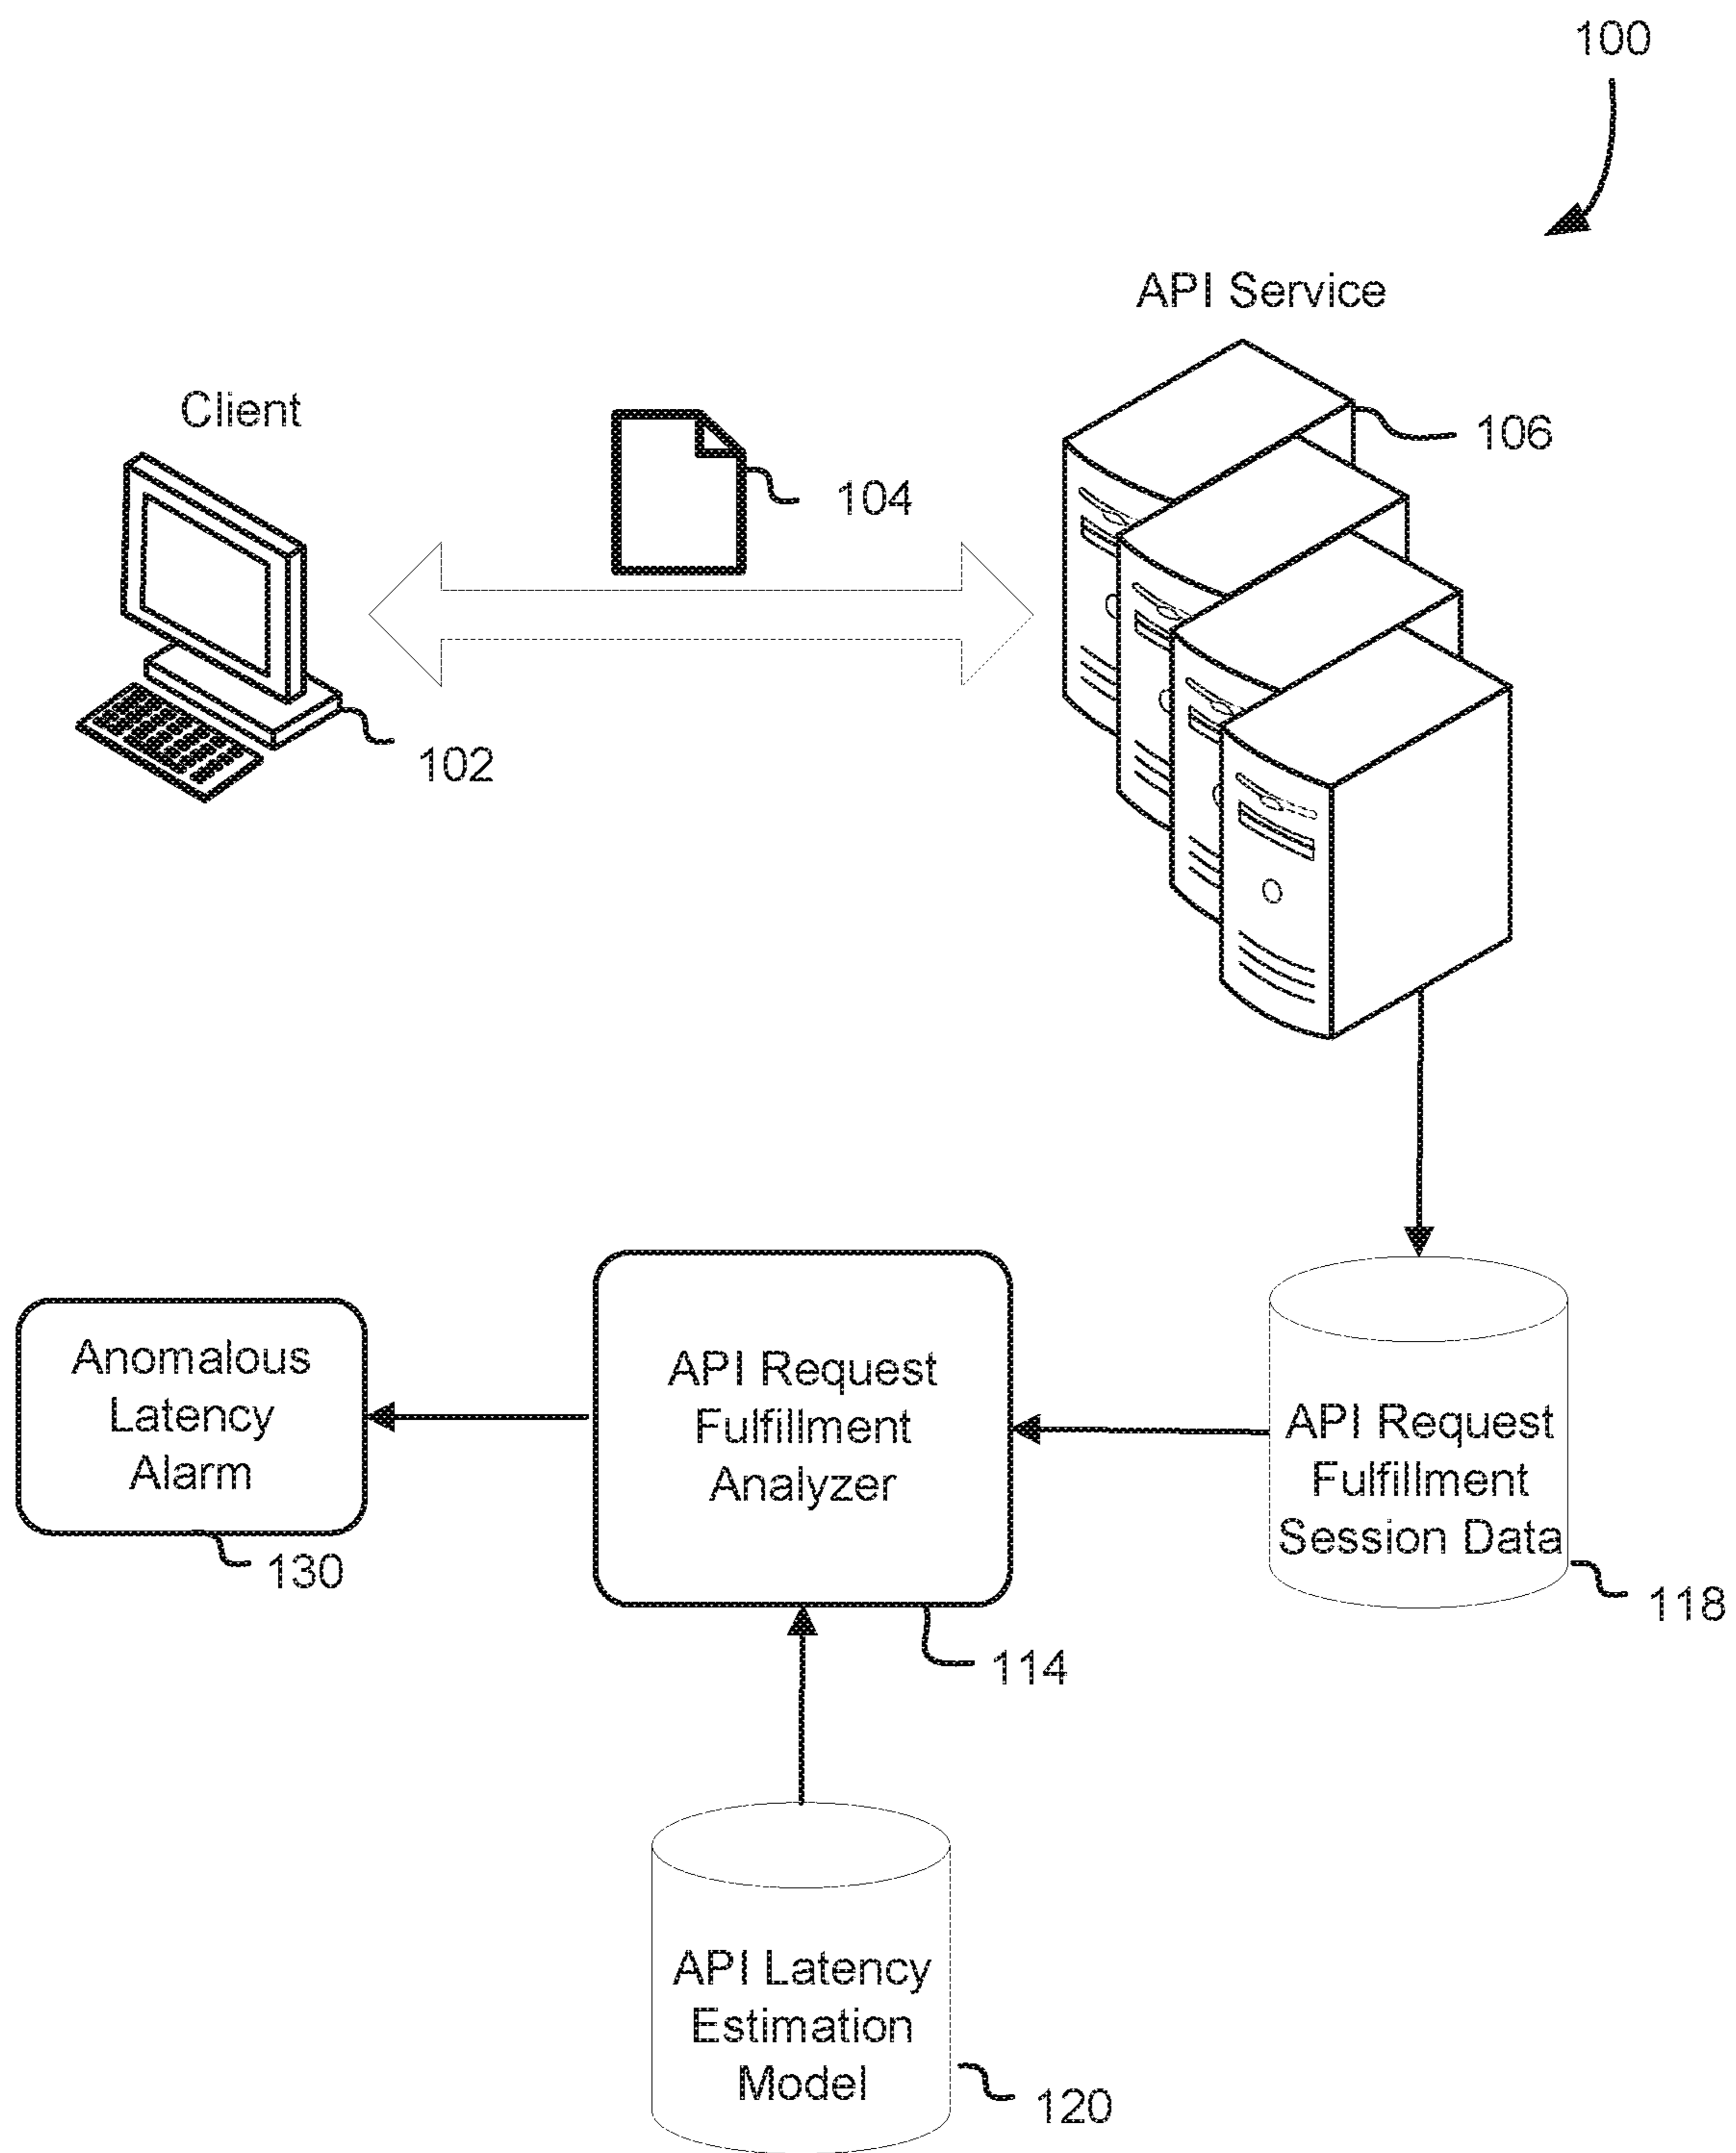 100
API Service
Client
106
104
102
Anomalous
Latency
Alarm
130
API Request
Fulfillment
Analyzer
114
API Request
Fulfillment
Session Data
118
API Latency
Estimation
Model
120